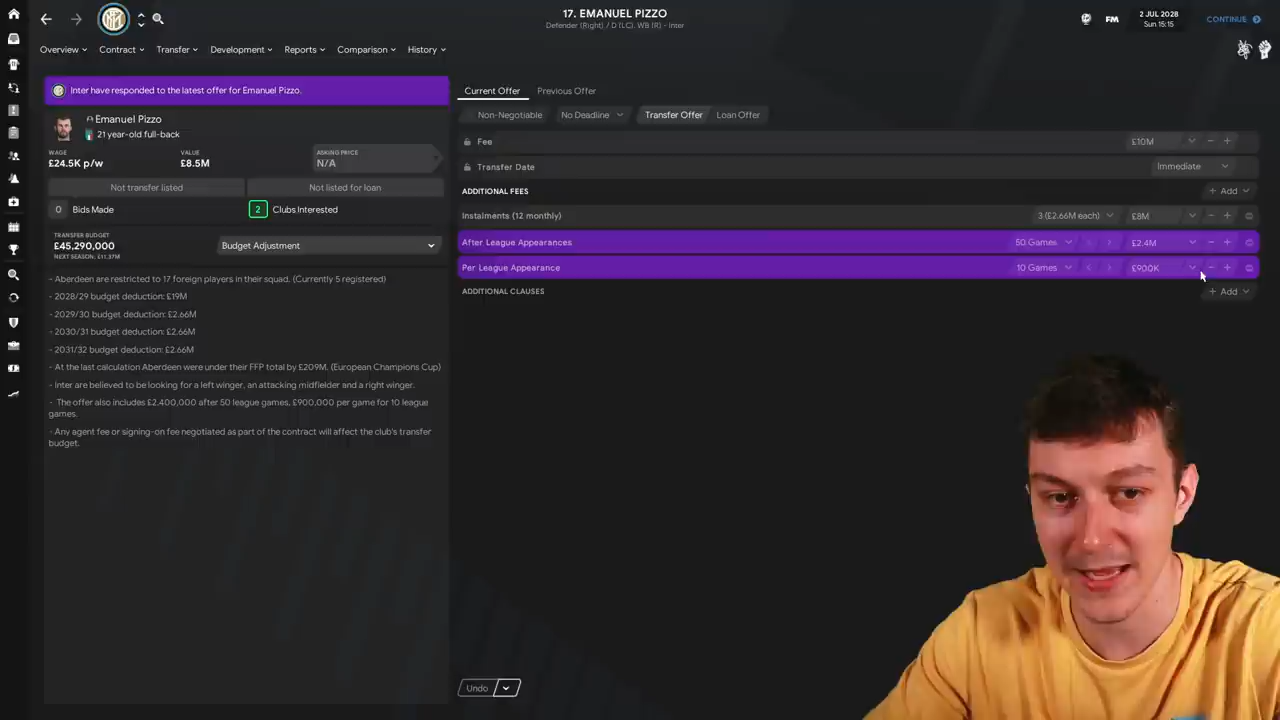 17. EMANUEL PIZZO
Defender (Right) / D (LC), WB (R) - Inter
FM
2 JUL 2028
Sun 15:15
CONTINUE
Overview
Contract
Transfer
Development
Reports
Comparison
History
Inter have responded to the latest offer for Emanuel Pizzo.
Emanuel Pizzo
21 year-old full-back
WAGE
£24.5K p/w
VALUE
£8.5M
ASKING PRICE
N/A
Not transfer listed
Not listed for loan
0 Bids Made
2 Clubs Interested
TRANSFER BUDGET
£45,290,000
NEXT SEASON: £11.37M
Budget Adjustment
- Aberdeen are restricted to 17 foreign players in their squad. (Currently 5 registered)
- 2028/29 budget deduction: £19M
- 2029/30 budget deduction: £2.66M
- 2030/31 budget deduction: £2.66M
- 2031/32 budget deduction: £2.66M
- At the last calculation Aberdeen were under their FFP total by £209M. (European Champions Cup)
- Inter are believed to be looking for a left winger, an attacking midfielder and a right winger.
- The offer also includes £2,400,000 after 50 league games, £900,000 per game for 10 league
games.
- Any agent fee or signing-on fee negotiated as part of the contract will affect the club's transfer
budget.
Current Offer
Previous Offer
Non-Negotiable
No Deadline
Transfer Offer
Loan Offer
Fee
£10M
Transfer Date
Immediate
ADDITIONAL FEES
+ Add
Instalments (12 monthly)
3 (£2.66M each)
£8M
After League Appearances
50 Games
£2.4M
Per League Appearance
10 Games
£900K
ADDITIONAL CLAUSES
+ Add
Undo